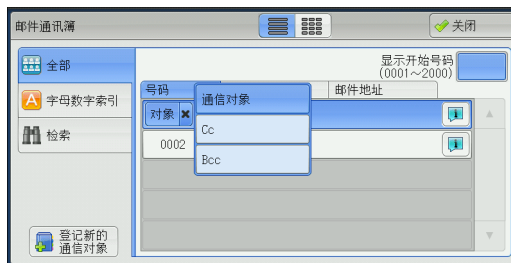 邮件通讯簿
关闭
全部
显示开始号码
(0001～2000)
字母数字索引
号码
邮件地址
通信对象
对象
检索
Cc
0002
Bcc
登记新的
通信对象